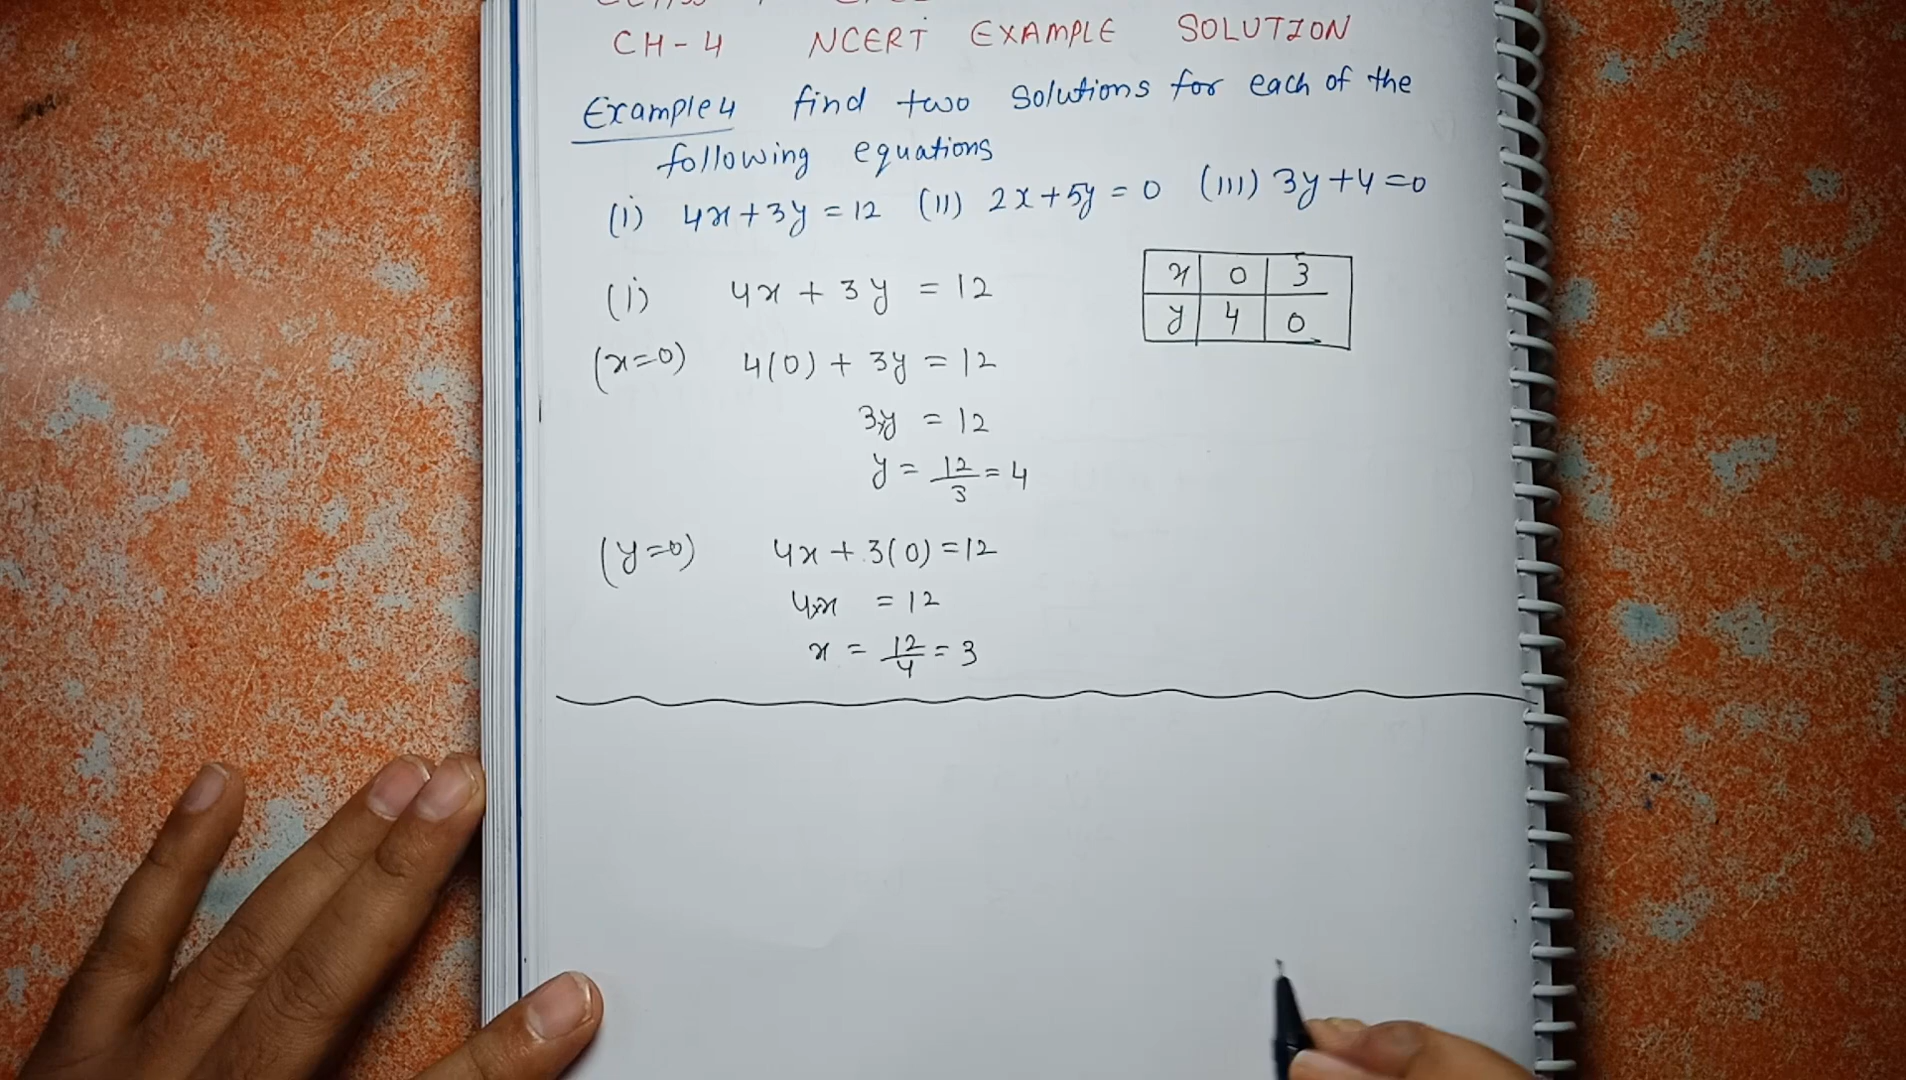 CH-4 NCERT EXAMPLE SOLUTION
Example 4 find two solutions for each of the
following equations
(i) 4x+3y=12 (ii) 2x+5y=0 (iii) 3y+4=0
(i) 4x + 3y = 12
x 0 3
y 4 0
(x=0) 4(0) + 3y = 12
3y = 12
y = 12/3 = 4
(y=0) 4x + 3(0) = 12
4x = 12
x = 12/4 = 3